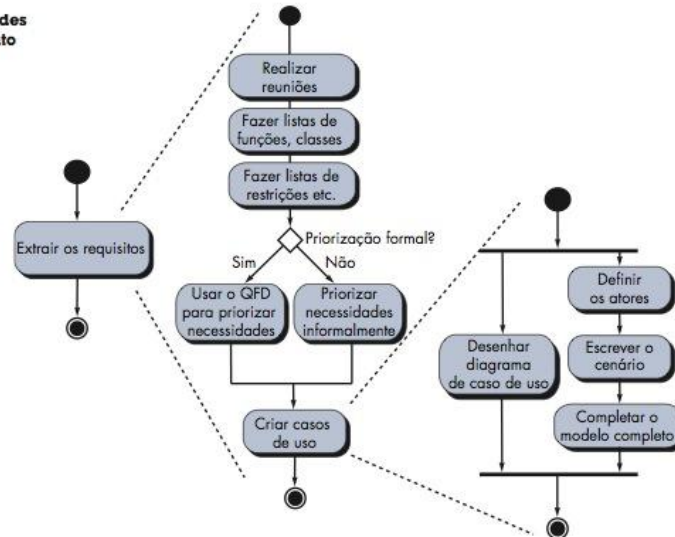 Extrair os requisitos
Realizar
reuniões
Fazer listas de
funções, classes
Fazer listas de
restrições etc.
Priorização formal?
Sim
Não
Usar o QFD
para priorizar
necessidades
Priorizar
necessidades
informalmente
Criar casos
de uso
Desenhar
diagrama
de caso de uso
Definir
os atores
Escrever o
cenário
Completar o
modelo completo